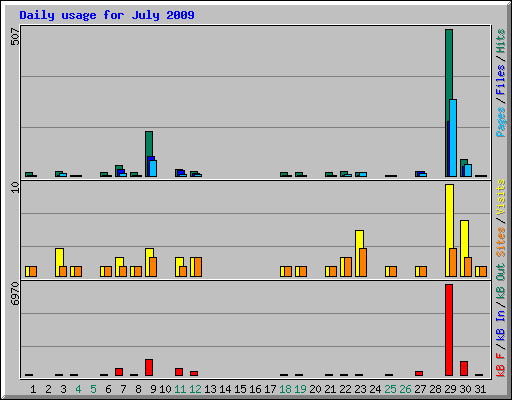 Daily usage for July 2009
507
Pages / Files / Hits
10
Sites / Visits
6970
kB F / kB In / kB Out
1 2 3 4 5 6 7 8 9 10 11 12 13 14 15 16 17 18 19 20 21 22 23 24 25 26 27 28 29 30 31